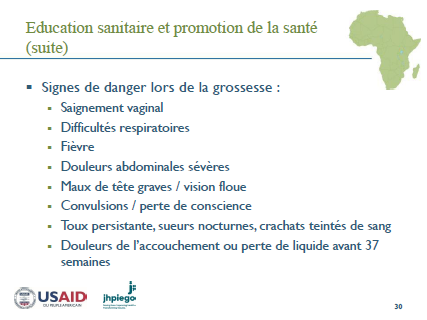 Education sanitaire et promotion de la santé
(suite)
Signes de danger lors de la grossesse :
Saignement vaginal
Difficultés respiratoires
Fièvre
Douleurs abdominales sévères
Maux de tête graves / vision floue
Convulsions / perte de conscience
Toux persistante, sueurs nocturnes, crachats teintés de sang
Douleurs de l’accouchement ou perte de liquide avant 37
semaines
USAID
DU PEUPLE AMERICAIN
jhpiego
30